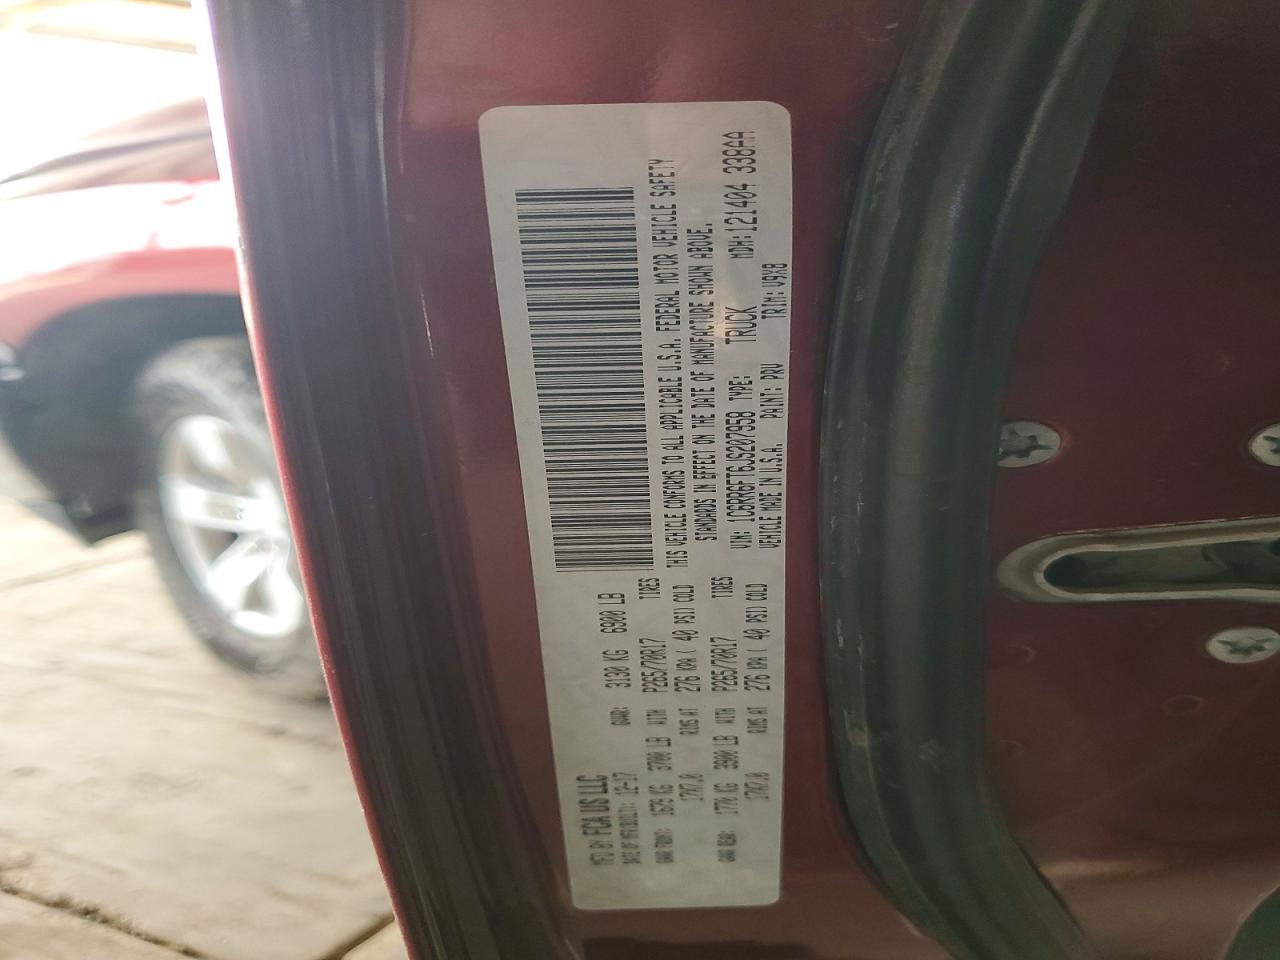 MFD BY FCA US LLC
DATE OF MFR(BUILT): 12-17 GVWR: 3130 KG 6900 LB
GAWR FRONT: 1679 KG 3700 LB WITH P265/70R17 TIRES
17X7.0 RIMS AT 276 KPA ( 40 PSI) COLD
GAWR REAR: 1770 KG 3900 LB WITH P265/70R17 TIRES
17X7.0 RIMS AT 276 KPA ( 40 PSI) COLD
THIS VEHICLE CONFORMS TO ALL APPLICABLE U.S.A. FEDERAL MOTOR VEHICLE SAFETY
STANDARDS IN EFFECT ON THE DATE OF MANUFACTURE SHOWN ABOVE.
VIN: 1C6RR6FT6JS207958 TYPE: TRUCK MDH: 121404 338AA
VEHICLE MADE IN U.S.A. PAINT: PRV TRIM: V9X8